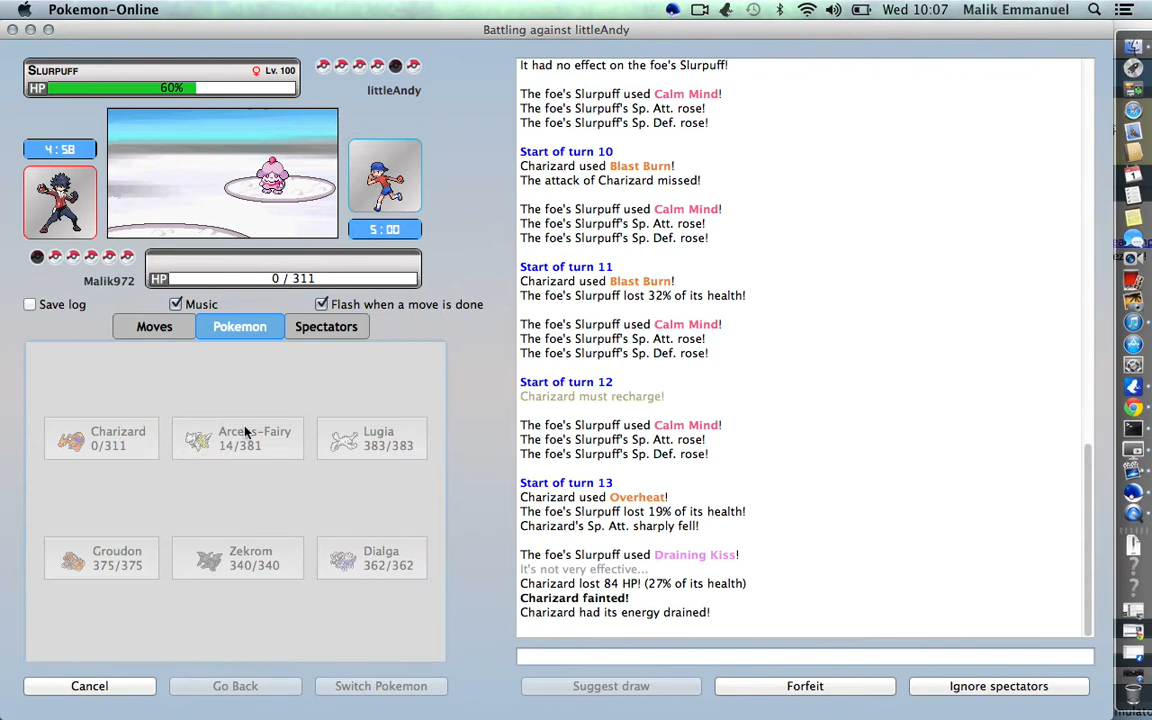 Pokemon-Online
Wed 10:07 Malik Emmanuel
Battling against littleAndy
SLURPUFF ♀ Lv. 100
HP 60%
littleAndy
4:58
5:00
HP 0 / 311
Malik972
Save log
Music
Flash when a move is done
Moves
Pokemon
Spectators
Charizard
0/311
Arceus-Fairy
14/381
Lugia
383/383
Groudon
375/375
Zekrom
340/340
Dialga
362/362
Cancel
Go Back
Switch Pokemon
It had no effect on the foe's Slurpuff!
The foe's Slurpuff used Calm Mind!
The foe's Slurpuff's Sp. Att. rose!
The foe's Slurpuff's Sp. Def. rose!
Start of turn 10
Charizard used Blast Burn!
The attack of Charizard missed!
The foe's Slurpuff used Calm Mind!
The foe's Slurpuff's Sp. Att. rose!
The foe's Slurpuff's Sp. Def. rose!
Start of turn 11
Charizard used Blast Burn!
The foe's Slurpuff lost 32% of its health!
The foe's Slurpuff used Calm Mind!
The foe's Slurpuff's Sp. Att. rose!
The foe's Slurpuff's Sp. Def. rose!
Start of turn 12
Charizard must recharge!
The foe's Slurpuff used Calm Mind!
The foe's Slurpuff's Sp. Att. rose!
The foe's Slurpuff's Sp. Def. rose!
Start of turn 13
Charizard used Overheat!
The foe's Slurpuff lost 19% of its health!
Charizard's Sp. Att. sharply fell!
The foe's Slurpuff used Draining Kiss!
It's not very effective...
Charizard lost 84 HP! (27% of its health)
Charizard fainted!
Charizard had its energy drained!
Suggest draw
Forfeit
Ignore spectators